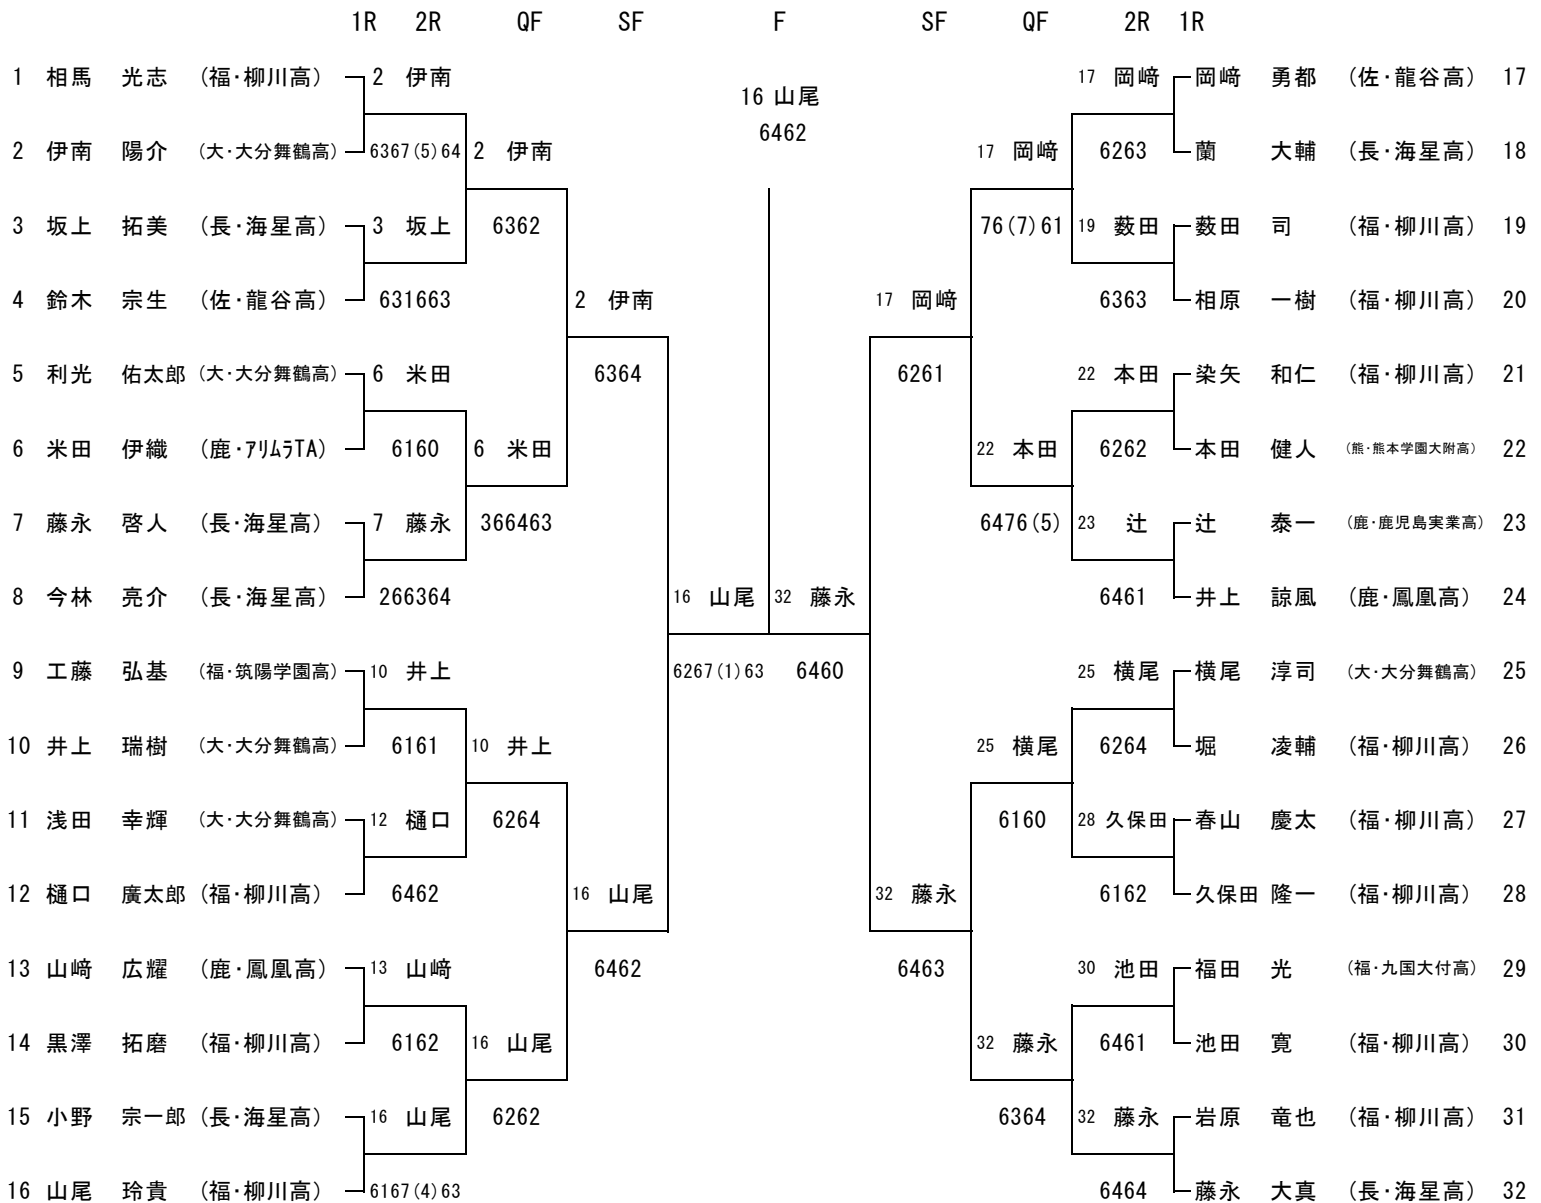 1R 2R QF SF F SF QF 2R 1R
1 相馬 光志 (福・柳川高) 2 伊南 17 岡﨑 岡﨑 勇都 (佐・龍谷高) 17
16 山尾
6462
2 伊南 陽介 (大・大分舞鶴高) 6367(5)64 2 伊南 17 岡﨑 6263 蘭 大輔 (長・海星高) 18
3 坂上 拓美 (長・海星高) 3 坂上 6362 76(7)61 19 薮田 薮田 司 (福・柳川高) 19
4 鈴木 宗生 (佐・龍谷高) 631663 2 伊南 17 岡﨑 6363 相原 一樹 (福・柳川高) 20
5 利光 佑太郎 (大・大分舞鶴高) 6 米田 6364 6261 22 本田 染矢 和仁 (福・柳川高) 21
6 米田 伊織 (鹿・ｱﾘﾑﾗTA) 6160 6 米田 22 本田 6262 本田 健人 (熊・熊本学園大附高) 22
7 藤永 啓人 (長・海星高) 7 藤永 366463 6476(5) 23 辻 辻 泰一 (鹿・鹿児島実業高) 23
8 今林 亮介 (長・海星高) 266364 16 山尾 32 藤永 6461 井上 諒風 (鹿・鳳凰高) 24
9 工藤 弘基 (福・筑陽学園高) 10 井上 6267(1)63 6460 25 横尾 横尾 淳司 (大・大分舞鶴高) 25
10 井上 瑞樹 (大・大分舞鶴高) 6161 10 井上 25 横尾 6264 堀 凌輔 (福・柳川高) 26
11 浅田 幸輝 (大・大分舞鶴高) 12 樋口 6264 6160 28 久保田 春山 慶太 (福・柳川高) 27
12 樋口 廣太郎 (福・柳川高) 6462 16 山尾 32 藤永 6162 久保田 隆一 (福・柳川高) 28
13 山﨑 広耀 (鹿・鳳凰高) 13 山﨑 6462 6463 30 池田 福田 光 (福・九国大付高) 29
14 黒澤 拓磨 (福・柳川高) 6162 16 山尾 32 藤永 6461 池田 寛 (福・柳川高) 30
15 小野 宗一郎 (長・海星高) 16 山尾 6262 6364 32 藤永 岩原 竜也 (福・柳川高) 31
16 山尾 玲貴 (福・柳川高) 6167(4)63 6464 藤永 大真 (長・海星高) 32